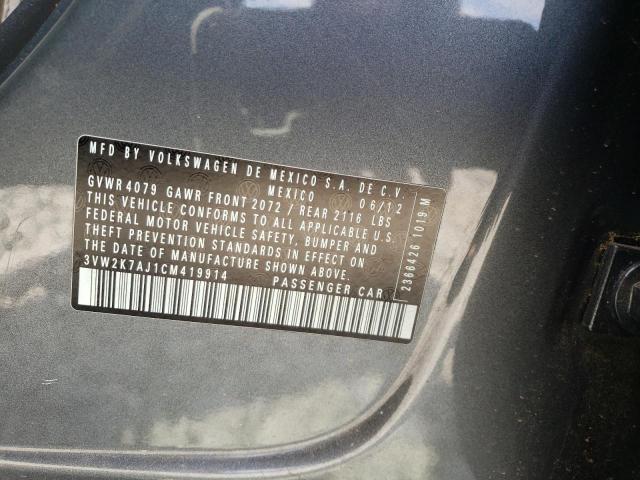 MFD BY VOLKSWAGEN DE MEXICO S.A. DE C.V.
MEXICO 06/12
GVWR 4079 GAWR FRONT 2072 / REAR 2116 LBS
THIS VEHICLE CONFORMS TO ALL APPLICABLE
FEDERAL MOTOR VEHICLE SAFETY, BUMPER AND
THEFT PREVENTION STANDARDS IN EFFECT ON
THE DATE OF MANUFACTURE SHOWN ABOVE.
3VW2K7AJ1CM419914 PASSENGER CAR
2366426 1019 M